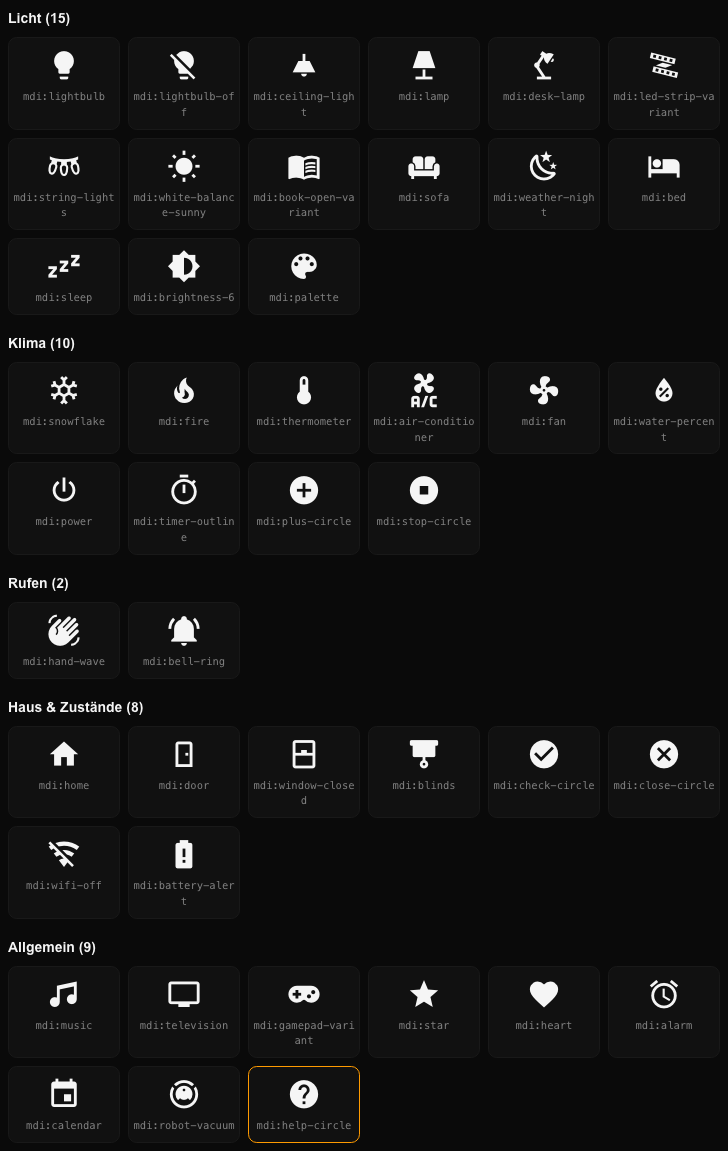 Licht (15)
mdi:lightbulb
mdi:lightbulb-of
f
mdi:ceiling-ligh
t
mdi:lamp
mdi:desk-lamp
mdi:led-strip-va
riant
mdi:string-light
s
mdi:white-balanc
e-sunny
mdi:book-open-va
riant
mdi:sofa
mdi:weather-nigh
t
mdi:bed
mdi:sleep
mdi:brightness-6
mdi:palette
Klima (10)
mdi:snowflake
mdi:fire
mdi:thermometer
A/C
mdi:air-conditio
ner
mdi:fan
mdi:water-percen
t
mdi:power
mdi:timer-outlin
e
mdi:plus-circle
mdi:stop-circle
Rufen (2)
mdi:hand-wave
mdi:bell-ring
Haus & Zustände (8)
mdi:home
mdi:door
mdi:window-close
d
mdi:blinds
mdi:check-circle
mdi:close-circle
mdi:wifi-off
mdi:battery-aler
t
Allgemein (9)
mdi:music
mdi:television
mdi:gamepad-vari
ant
mdi:star
mdi:heart
mdi:alarm
mdi:calendar
mdi:robot-vacuum
mdi:help-circle